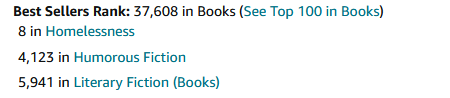 Best Sellers Rank: 37,608 in Books (See Top 100 in Books)
8 in Homelessness
4,123 in Humorous Fiction
5,941 in Literary Fiction (Books)